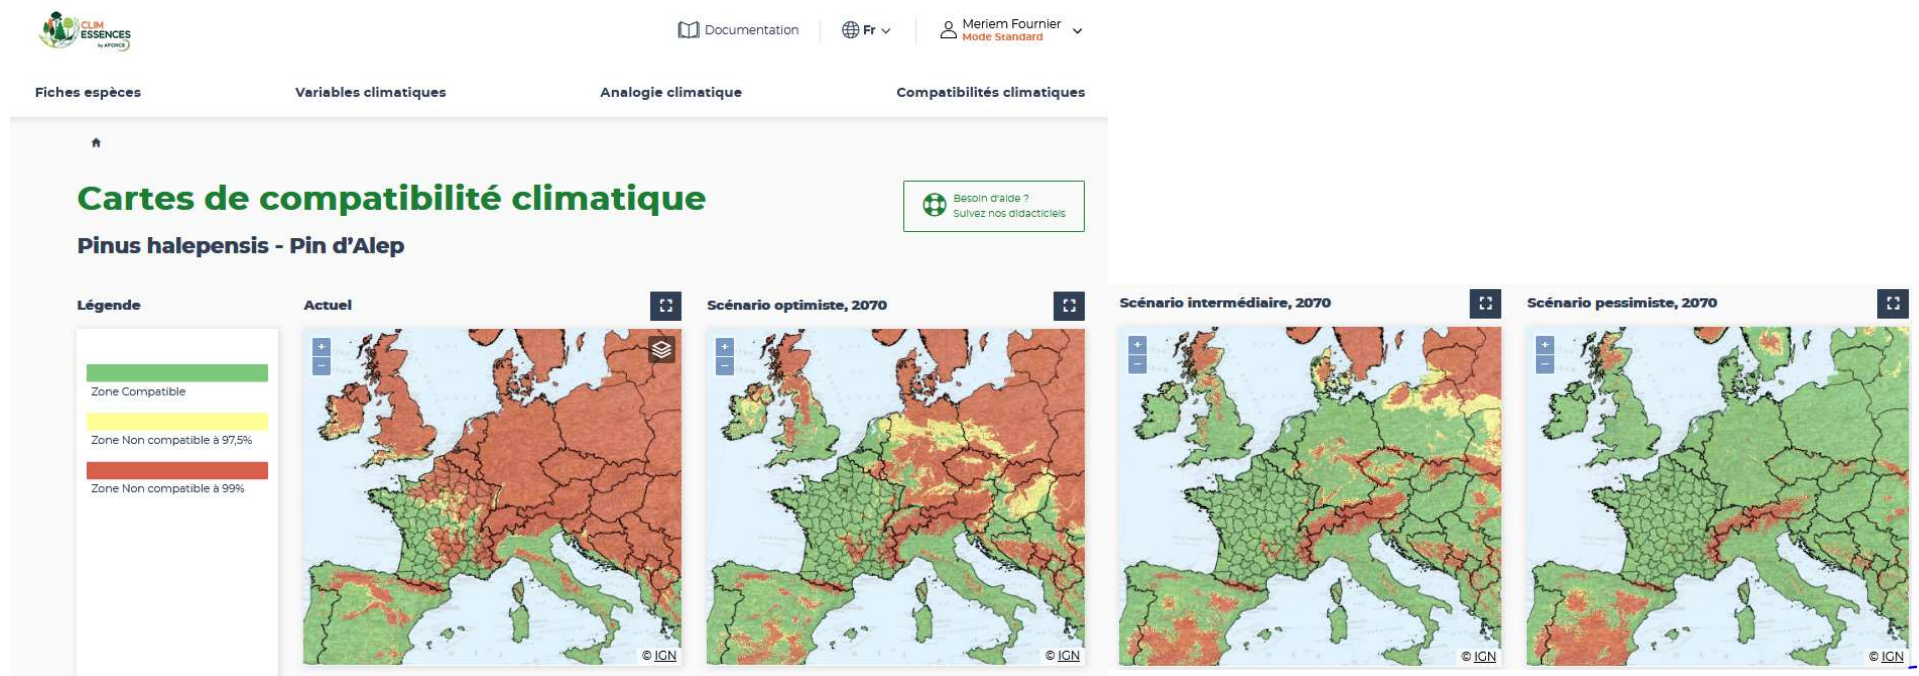 CLIM
ESSENCES
by AFORCE
Documentation
Fr
Meriem Fournier
Mode Standard
Fiches espèces
Variables climatiques
Analogie climatique
Compatibilités climatiques
Cartes de compatibilité climatique
Besoin d'aide ?
Suivez nos didacticiels
Pinus halepensis - Pin d'Alep
Légende
Actuel
Scénario optimiste, 2070
Scénario intermédiaire, 2070
Scénario pessimiste, 2070
Zone Compatible
Zone Non compatible à 97,5%
Zone Non compatible à 99%
+
−
+
−
+
−
+
−
© IGN
© IGN
© IGN
© IGN